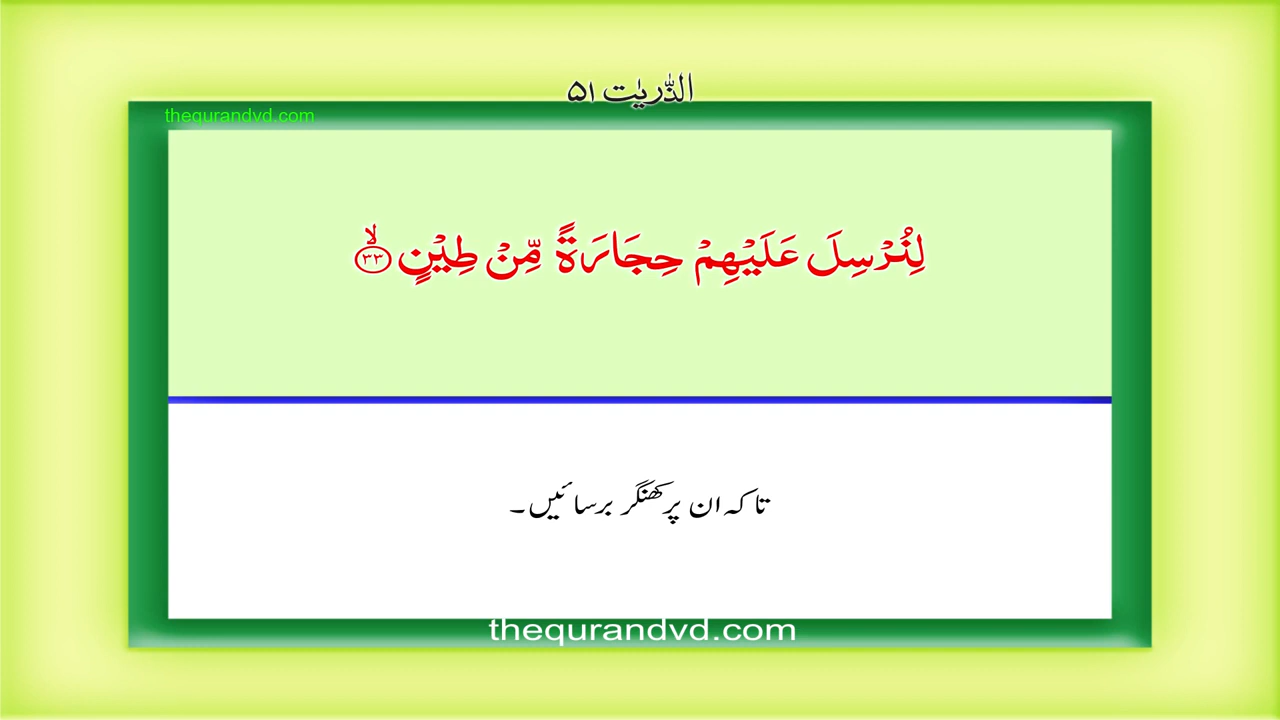 الذّٰریٰت ۵۱
thequrandvd.com
لِنُرْسِلَ عَلَيْهِمْ حِجَارَةً مِّنْ طِيْنٍ ۙ‏﴿۳۳﴾
تاکہ ان پر کھنگر برسائیں۔
thequrandvd.com